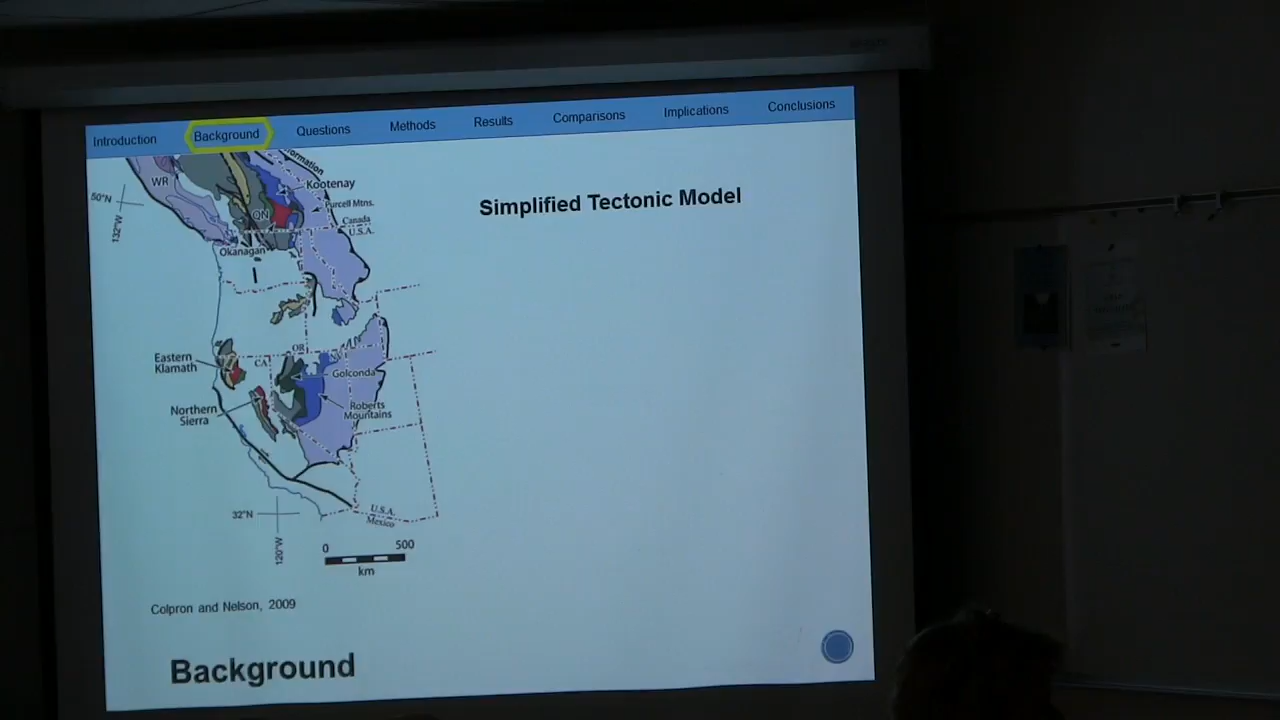 Introduction Background Questions Methods Results Comparisons Implications Conclusions
Simplified Tectonic Model
WR
Kootenay
50°N
QN
Purcell Mtns.
132°W
Canada
U.S.A.
Okanagan
OR
CA
Eastern
Klamath
Golconda
Northern
Sierra
Roberts
Mountains
32°N
U.S.A.
Mexico
120°W
0 500
km
Colpron and Nelson, 2009
Background